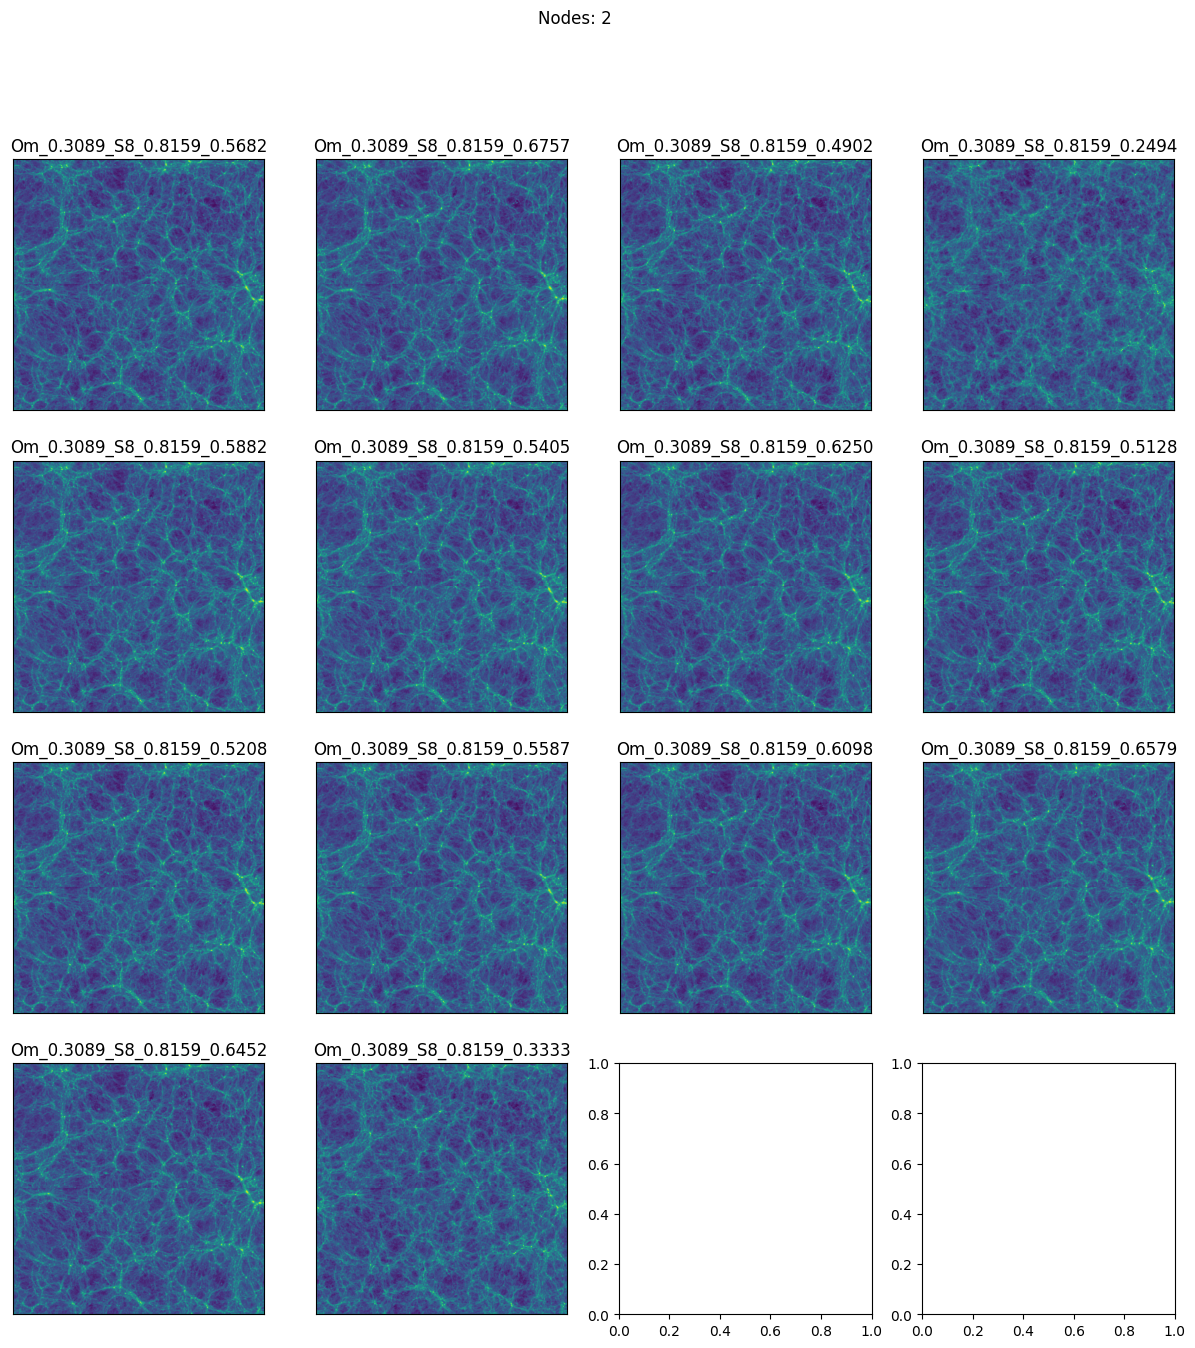 Nodes: 2
Om_0.3089_S8_0.8159_0.5682 Om_0.3089_S8_0.8159_0.6757 Om_0.3089_S8_0.8159_0.4902 Om_0.3089_S8_0.8159_0.2494
Om_0.3089_S8_0.8159_0.5882 Om_0.3089_S8_0.8159_0.5405 Om_0.3089_S8_0.8159_0.6250 Om_0.3089_S8_0.8159_0.5128
Om_0.3089_S8_0.8159_0.5208 Om_0.3089_S8_0.8159_0.5587 Om_0.3089_S8_0.8159_0.6098 Om_0.3089_S8_0.8159_0.6579
Om_0.3089_S8_0.8159_0.6452 Om_0.3089_S8_0.8159_0.3333
1.0 1.0
0.8 0.8
0.6 0.6
0.4 0.4
0.2 0.2
0.0 0.0
0.0 0.2 0.4 0.6 0.8 1.0 0.0 0.2 0.4 0.6 0.8 1.0